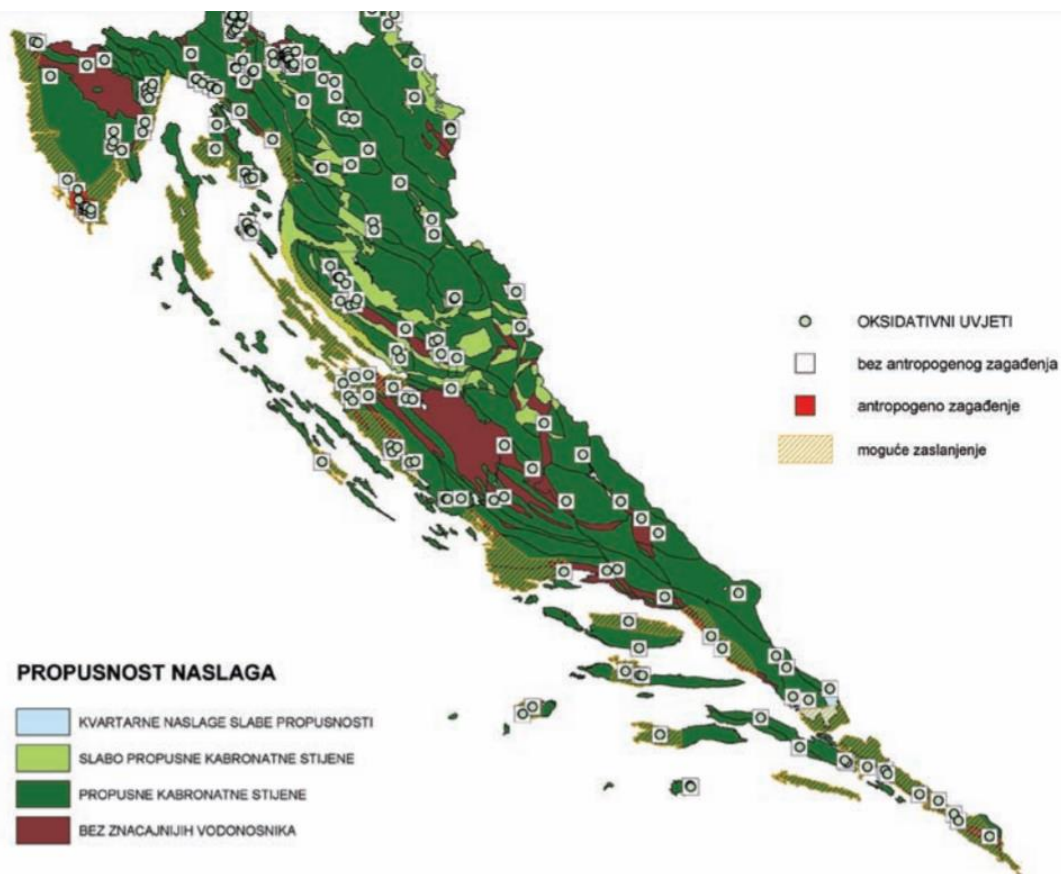 OKSIDATIVNI UVJETI
bez antropogenog zagađenja
antropogeno zagađenje
moguće zaslanjenje
PROPUSNOST NASLAGA
KVARTARNE NASLAGE SLABE PROPUSNOSTI
SLABO PROPUSNE KABRONATNE STIJENE
PROPUSNE KABRONATNE STIJENE
BEZ ZNACAJNIJIH VODONOSNIKA